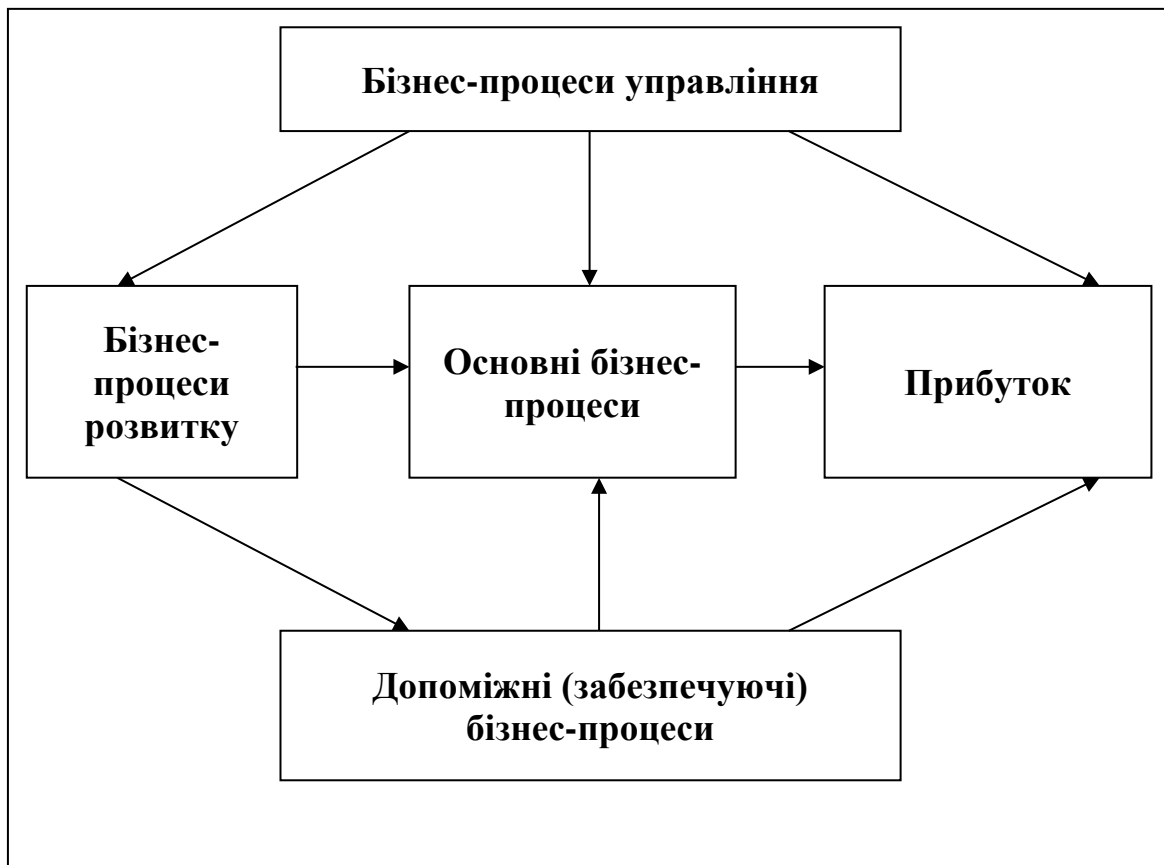 Бізнес-процеси управління
Бізнес-
процеси
розвитку
Основні бізнес-
процеси
Прибуток
Допоміжні (забезпечуючі)
бізнес-процеси